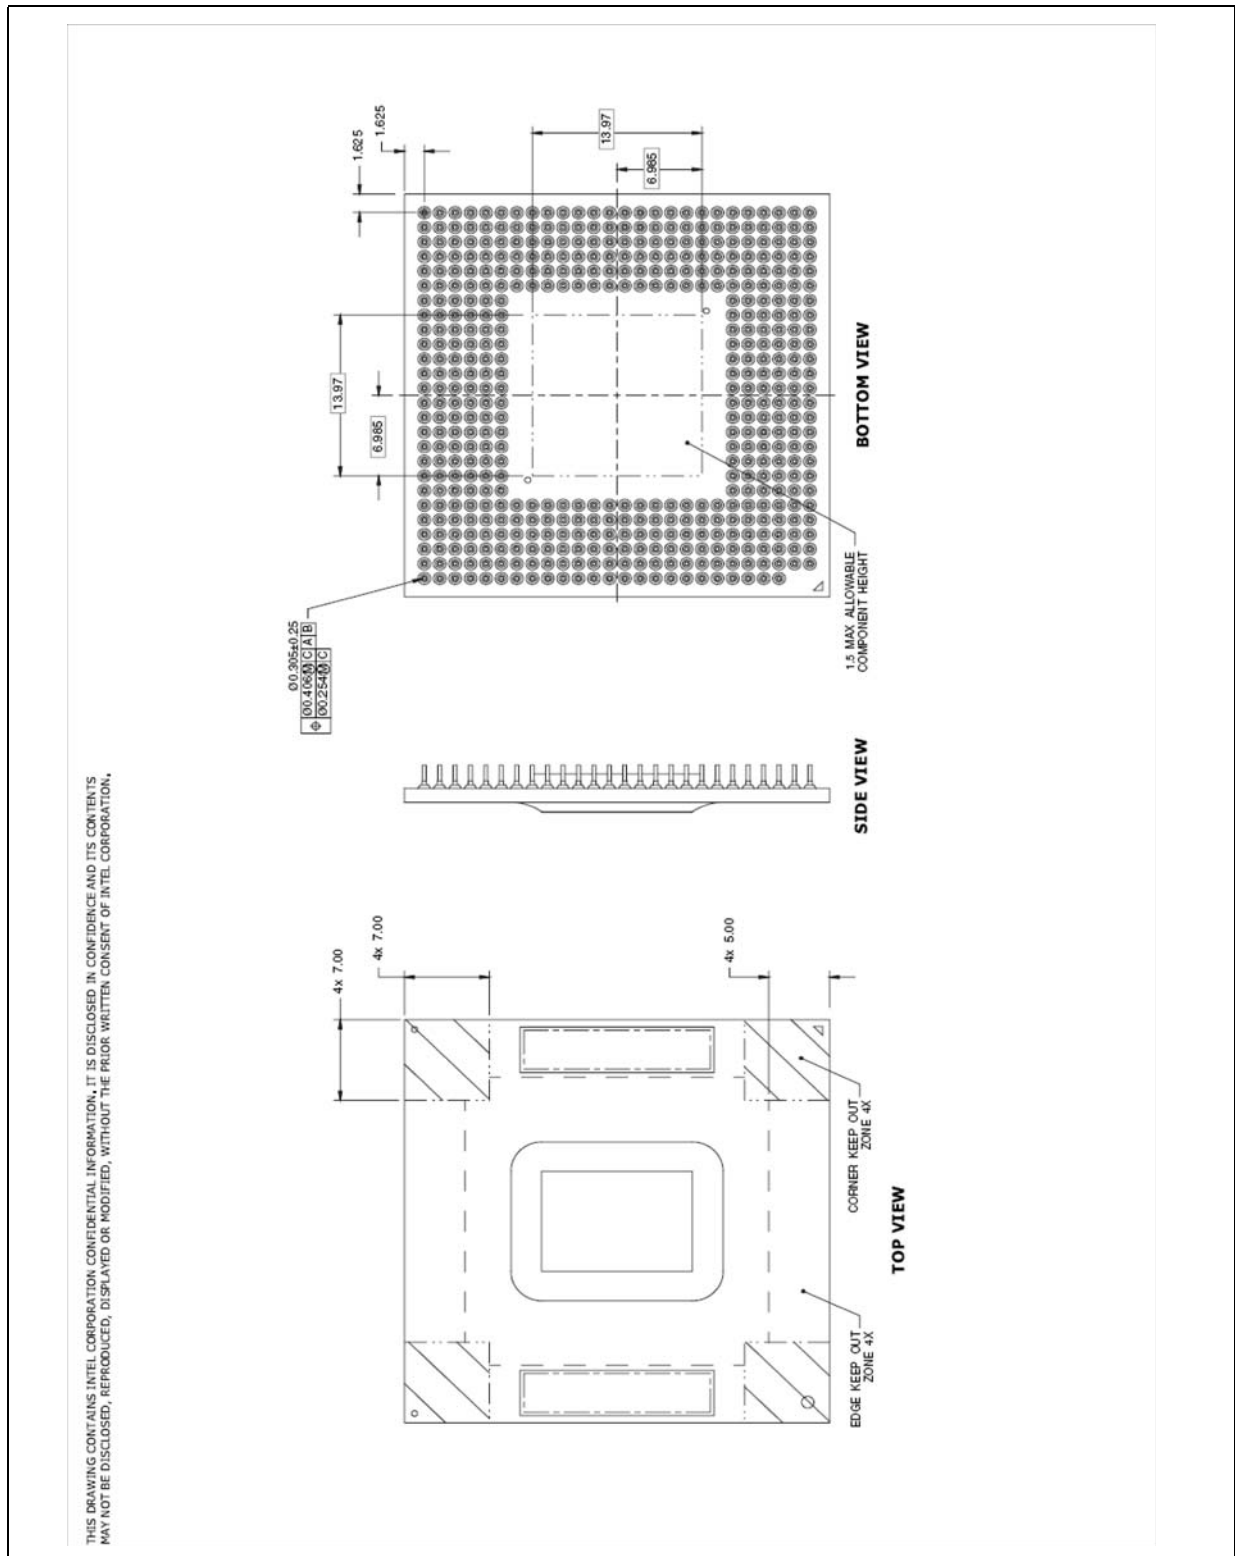 THIS DRAWING CONTAINS INTEL CORPORATION CONFIDENTIAL INFORMATION. IT IS DISCLOSED IN CONFIDENCE AND ITS CONTENTS
MAY NOT BE DISCLOSED, REPRODUCED, DISPLAYED OR MODIFIED, WITHOUT THE PRIOR WRITTEN CONSENT OF INTEL CORPORATION.
4x 7.00
4x 7.00
4x 5.00
EDGE KEEP OUT
ZONE 4X
CORNER KEEP OUT
ZONE 4X
TOP VIEW
SIDE VIEW
Ø0.305±0.25
⌖ Ø0.406Ⓜ C A B
Ø0.254Ⓜ C
13.97
6.985
1.625
1.625
13.97
6.985
1.5 MAX ALLOWABLE
COMPONENT HEIGHT
BOTTOM VIEW